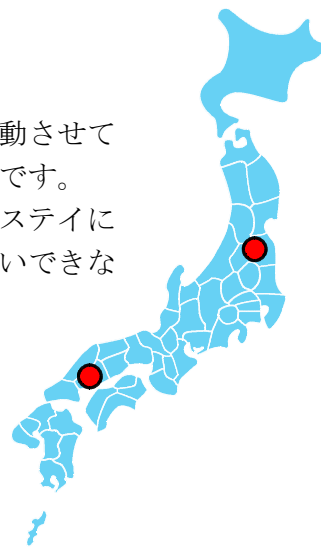 動させて
です。
ステイに
いできな